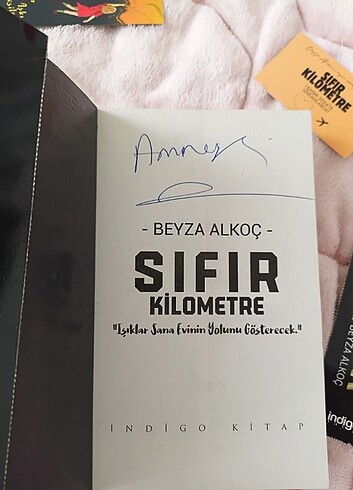 - BEYZA ALKOÇ -
SIFIR
KİLOMETRE
"Işıklar Sana Evinin Yolunu Gösterecek."
İNDİGO KİTAP
SIFIR
KİLOMETRE
BEYZA ALKOÇ
indigo